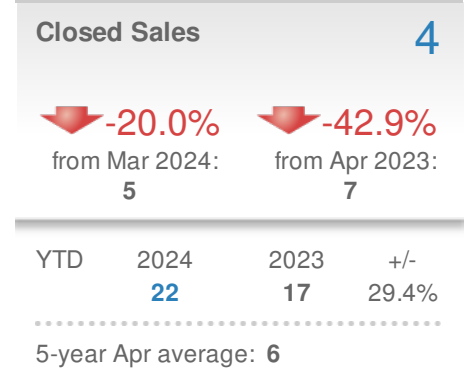 Closed Sales 4
-20.0% -42.9%
from Mar 2024: from Apr 2023:
5 7
YTD 2024 2023 +/-
22 17 29.4%
5-year Apr average: 6